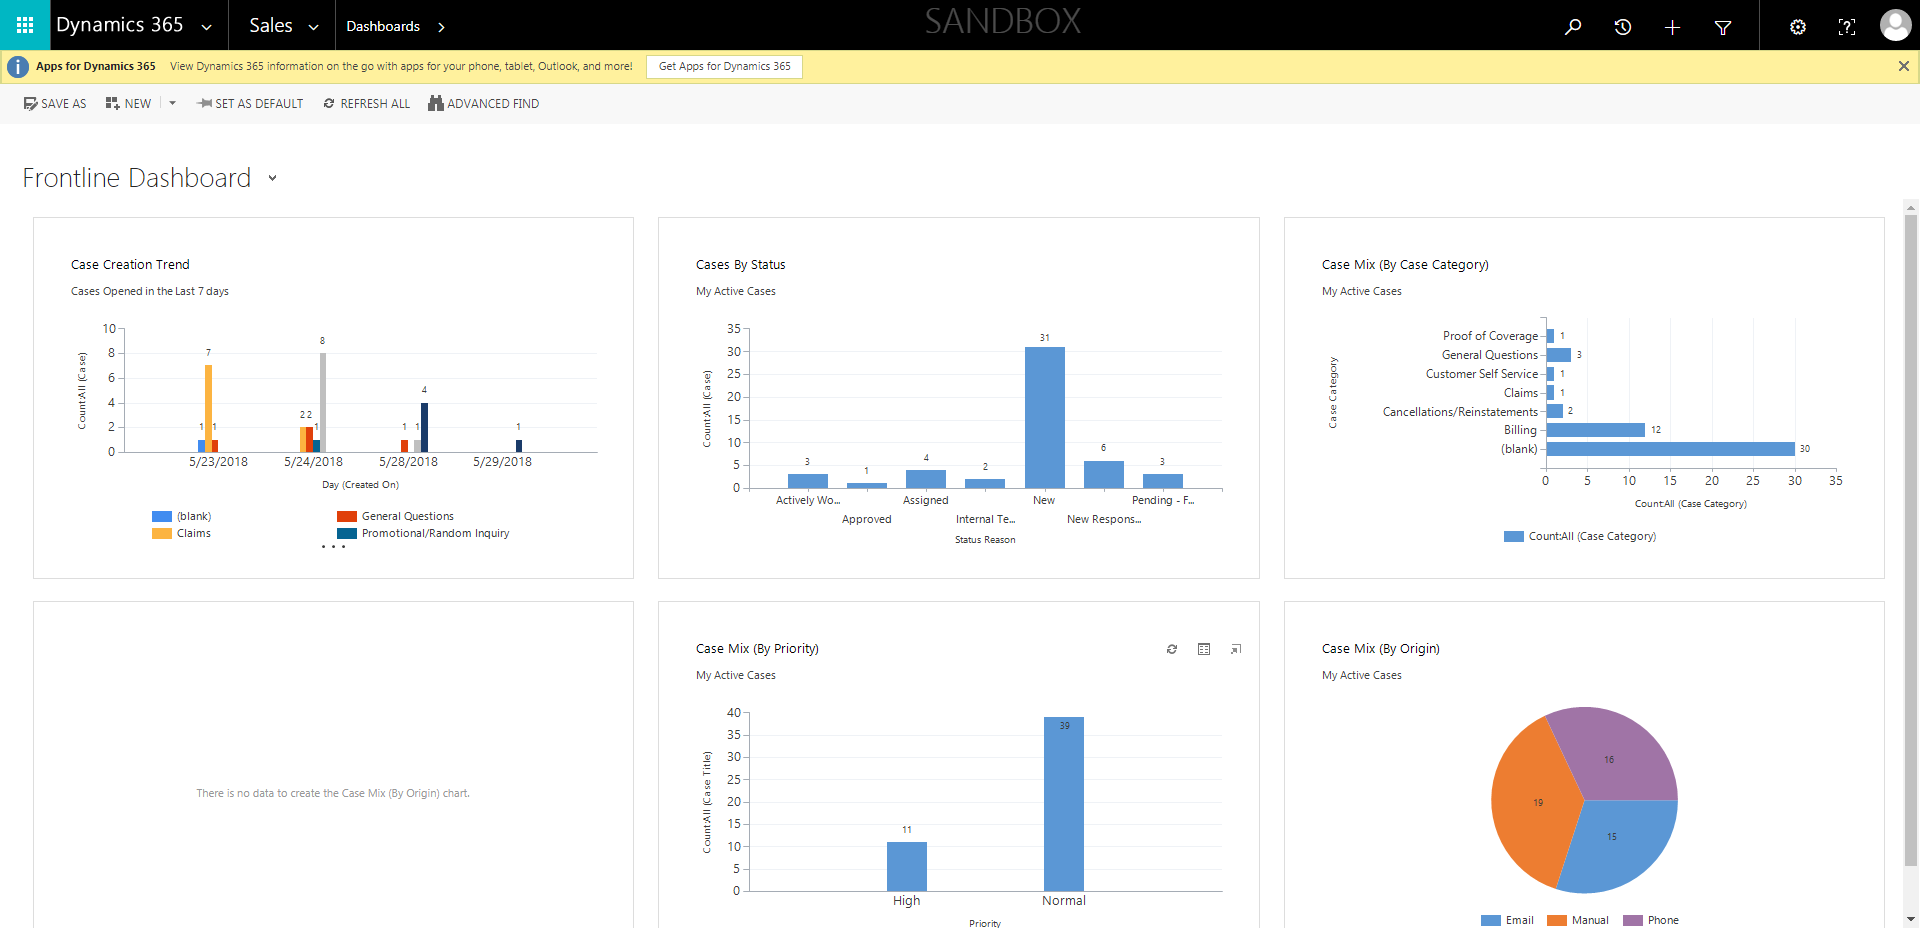 Dynamics 365
Sales
Dashboards
SANDBOX
Apps for Dynamics 365 View Dynamics 365 information on the go with apps for your phone, tablet, Outlook, and more! Get Apps for Dynamics 365
SAVE AS NEW SET AS DEFAULT REFRESH ALL ADVANCED FIND
Frontline Dashboard
Case Creation Trend
Cases Opened in the Last 7 days
Count:All (Case)
10
8
6
4
2
0
1
7
1
2
2
1
8
1
1
4
1
5/23/2018 5/24/2018 5/28/2018 5/29/2018
Day (Created On)
(blank) General Questions
Claims Promotional/Random Inquiry
...
Cases By Status
My Active Cases
Count:All (Case)
35
30
25
20
15
10
5
0
3
1
4
2
31
6
3
Actively Wo... Assigned New Pending - F...
Approved Internal Te... New Respons...
Status Reason
Case Mix (By Case Category)
My Active Cases
Case Category
Proof of Coverage 1
General Questions 3
Customer Self Service 1
Claims 1
Cancellations/Reinstatements 2
Billing 12
(blank) 30
0 5 10 15 20 25 30 35
Count:All (Case Category)
Count:All (Case Category)
There is no data to create the Case Mix (By Origin) chart.
Case Mix (By Priority)
My Active Cases
Count:All (Case Title)
40
35
30
25
20
15
10
5
0
11
39
High Normal
Priority
Case Mix (By Origin)
My Active Cases
16
19
15
Email Manual Phone